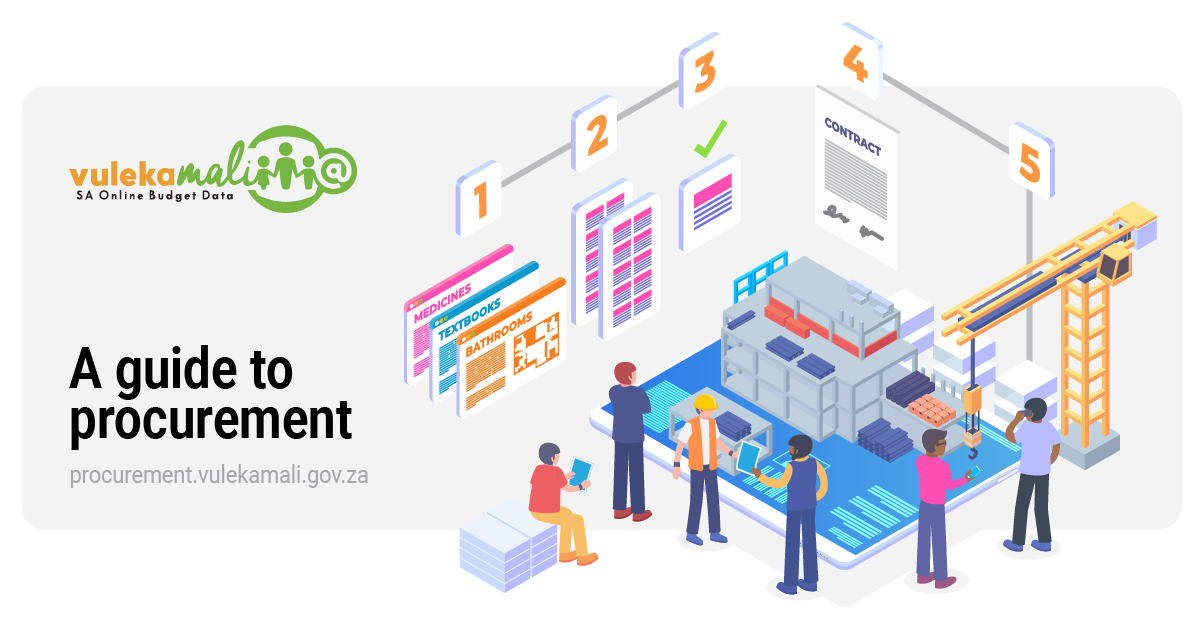 vulekamali@
SA Online Budget Data
A guide to
procurement
procurement.vulekamali.gov.za
1
2
3
4
5
MEDICINES
TEXTBOOKS
BATHROOMS
CONTRACT